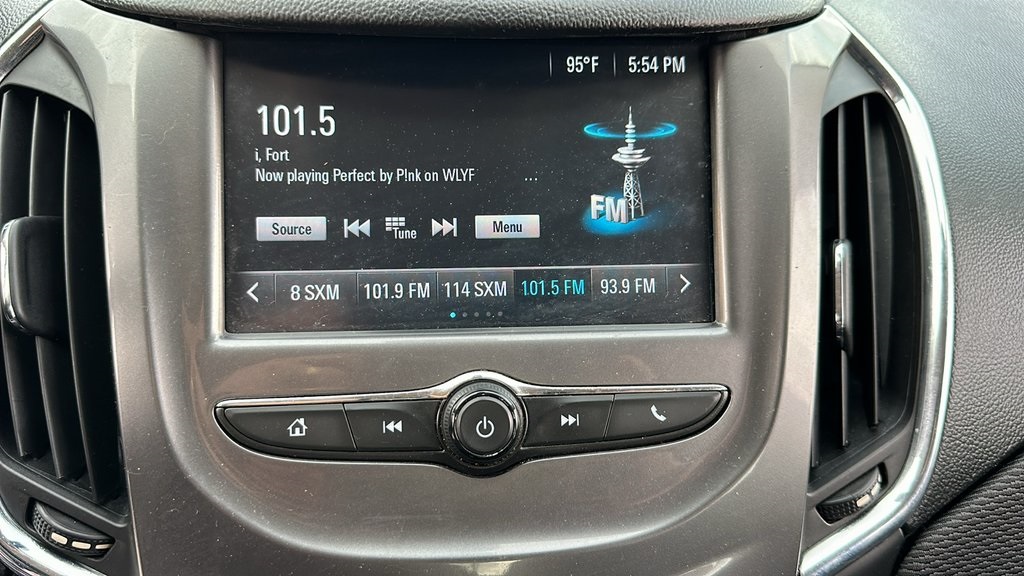 95°F 5:54 PM
101.5
i, Fort
Now playing Perfect by P!nk on WLYF ...
FM
Source Tune Menu
8 SXM 101.9 FM 114 SXM 101.5 FM 93.9 FM